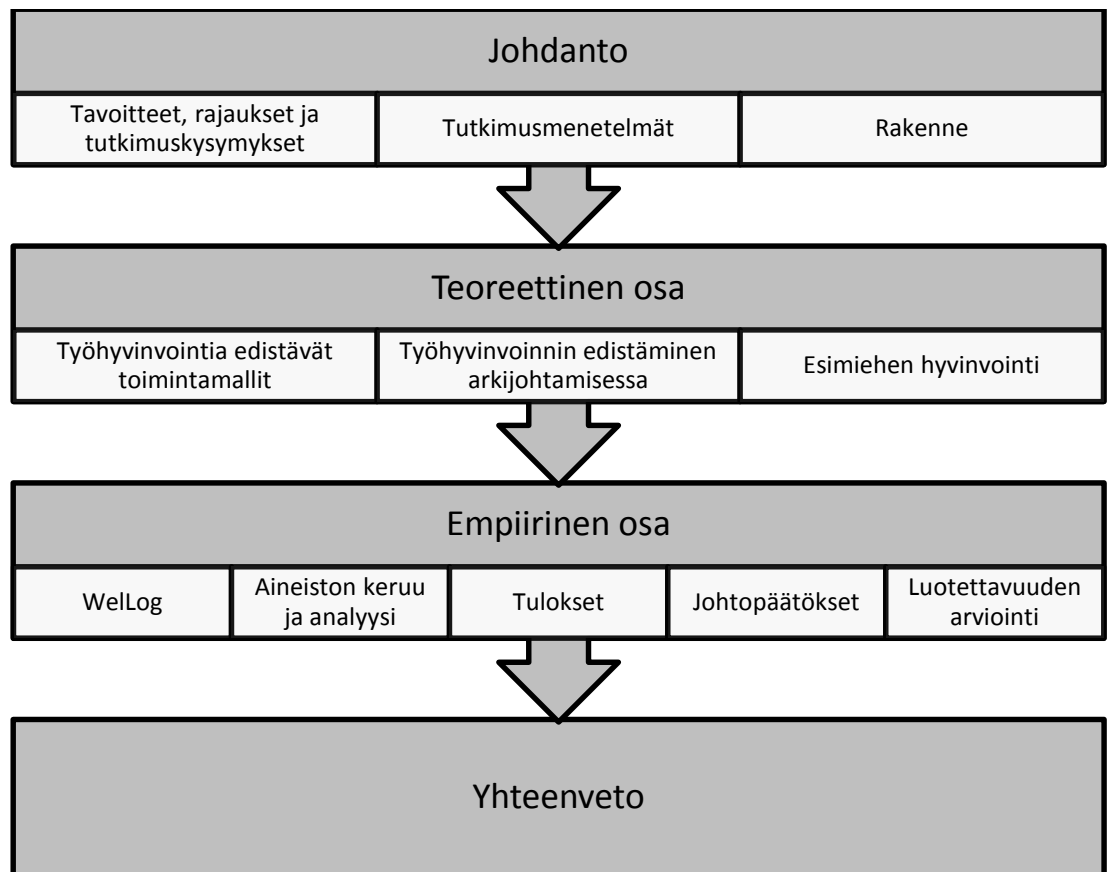 Johdanto
Tavoitteet, rajaukset ja
tutkimuskysymykset
Tutkimusmenetelmät
Rakenne
Teoreettinen osa
Työhyvinvointia edistävät
toimintamallit
Työhyvinvoinnin edistäminen
arkijohtamisessa
Esimiehen hyvinvointi
Empiirinen osa
WelLog
Aineiston keruu
ja analyysi
Tulokset
Johtopäätökset
Luotettavuuden
arviointi
Yhteenveto